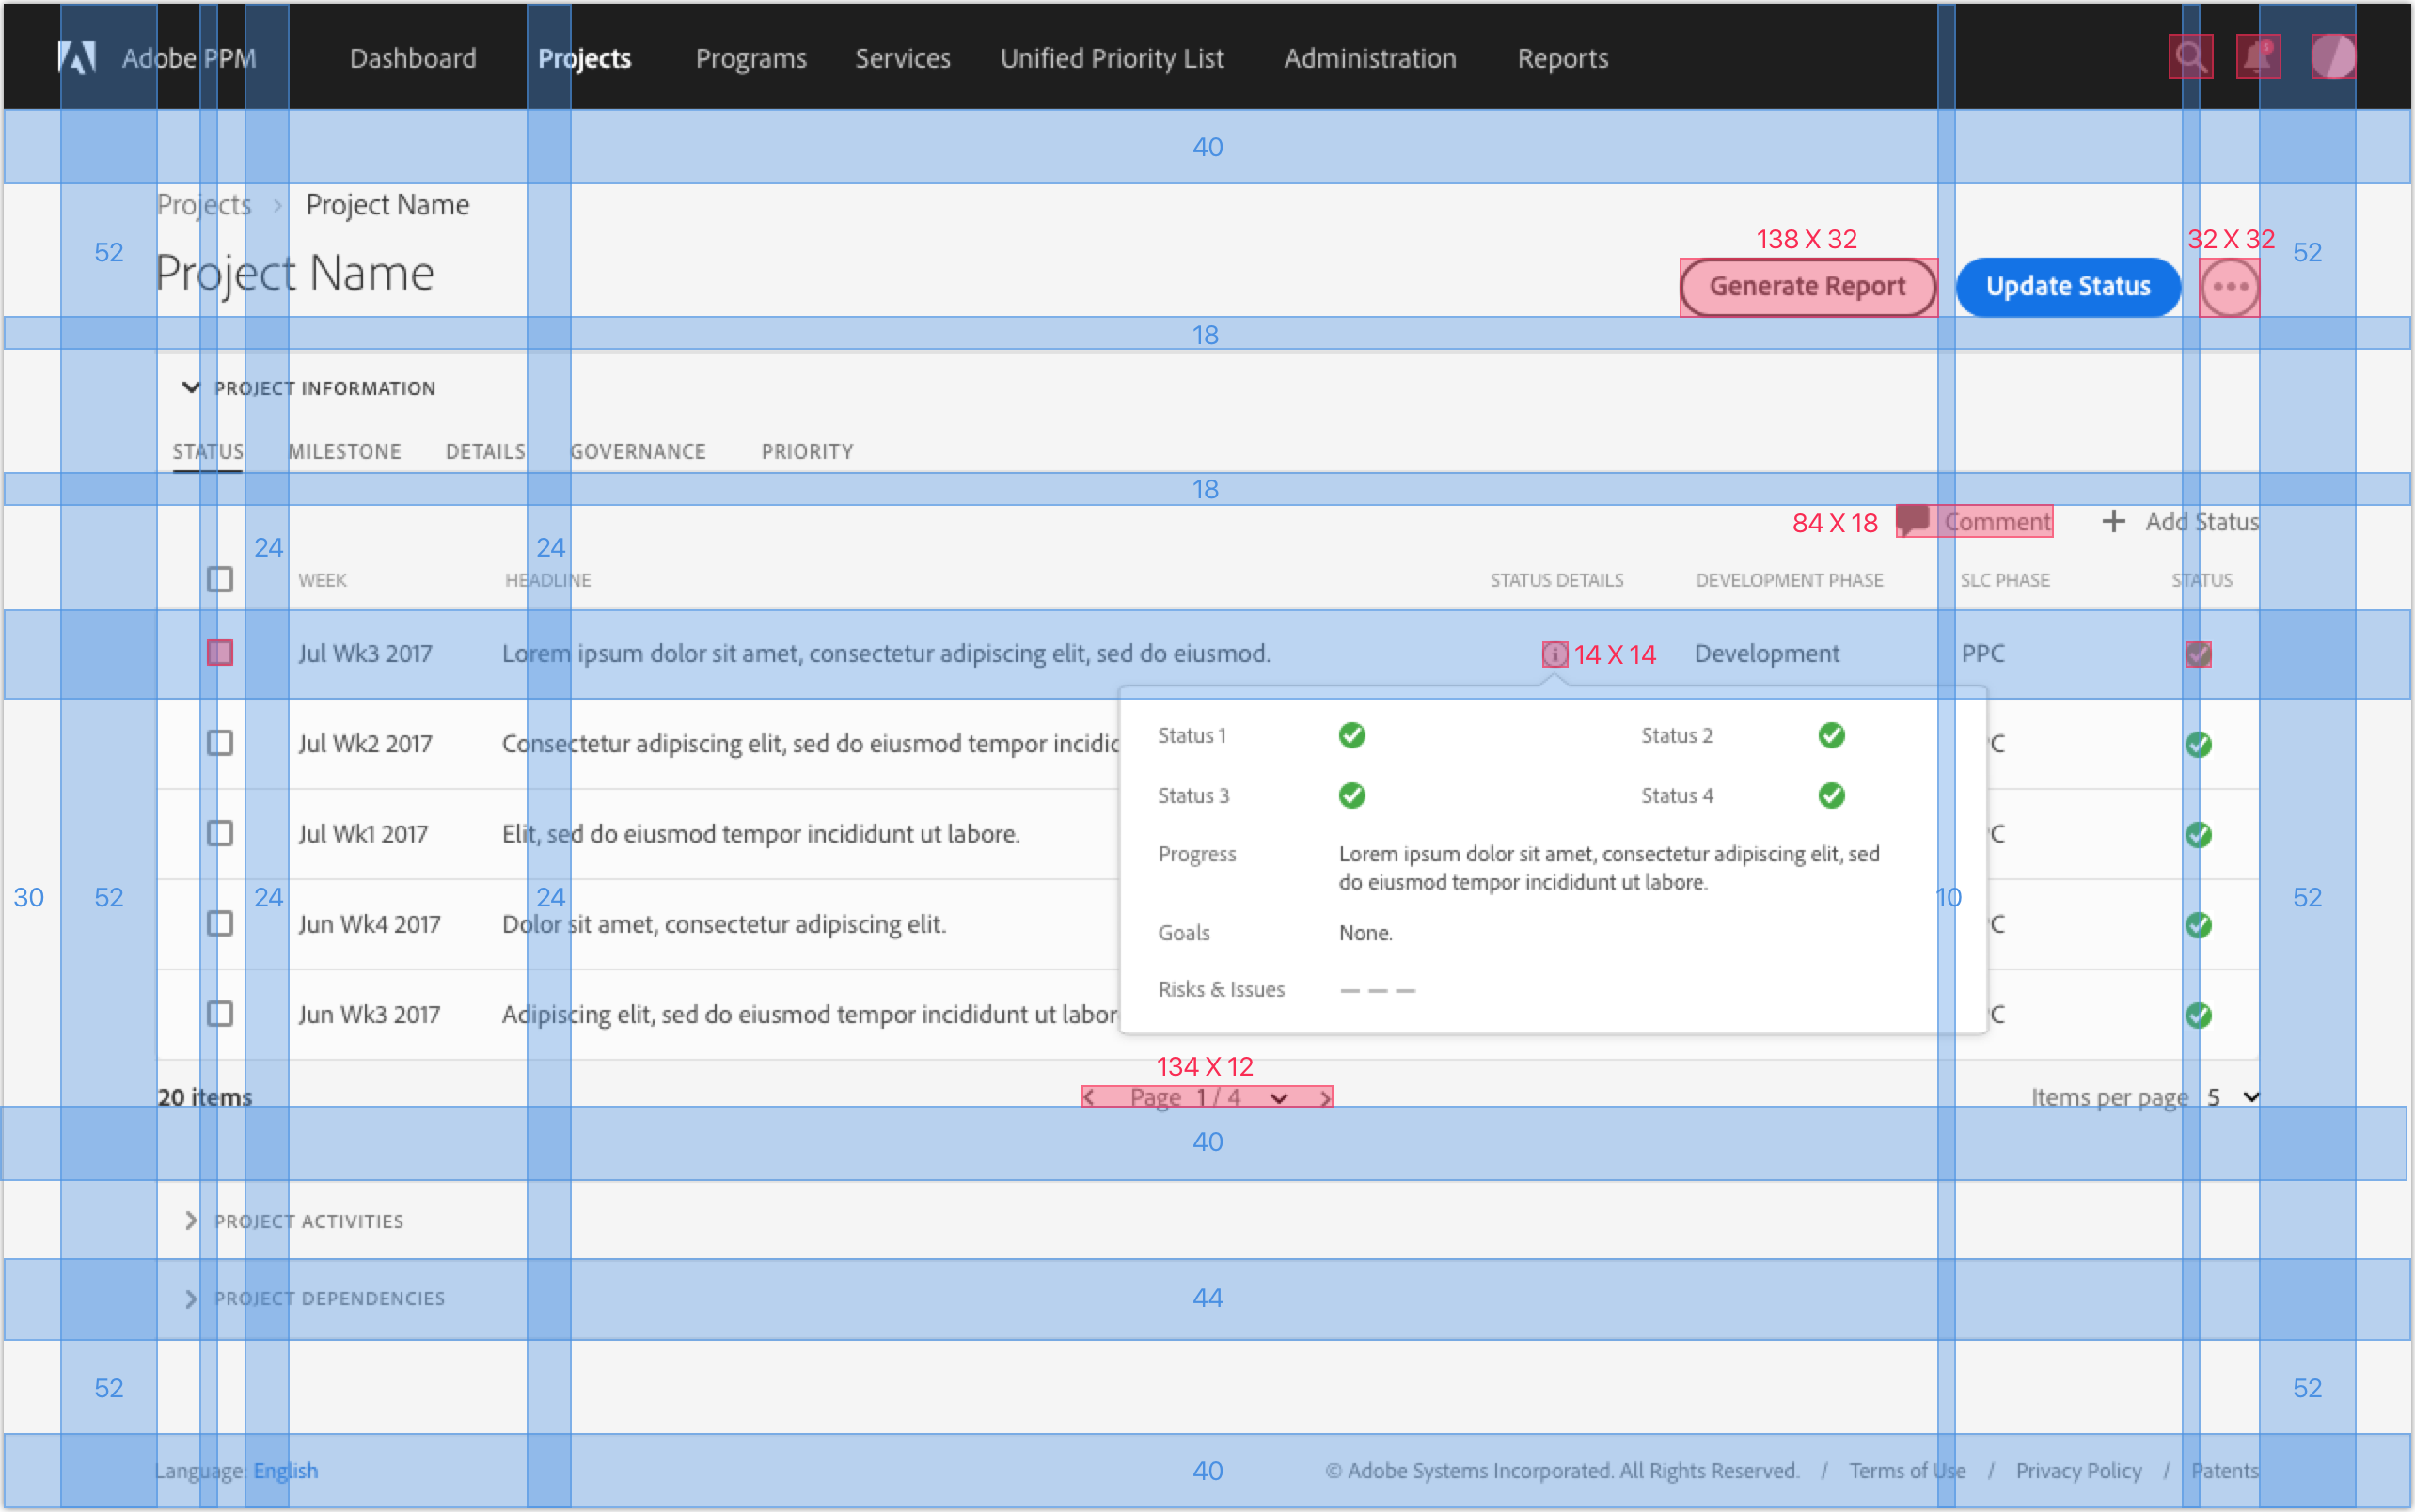 Adobe PPM Dashboard Projects Programs Services Unified Priority List Administration Reports
40
Projects > Project Name
138 X 32 32 X 32
52 52
Project Name Generate Report Update Status
18
PROJECT INFORMATION
STATUS MILESTONE DETAILS GOVERNANCE PRIORITY
18
84 X 18 Comment + Add Status
24 24
WEEK HEADLINE STATUS DETAILS DEVELOPMENT PHASE SLC PHASE STATUS
Jul Wk3 2017 Lorem ipsum dolor sit amet, consectetur adipiscing elit, sed do eiusmod. 14 X 14 Development PPC
Status 1 Status 2
Jul Wk2 2017 Consectetur adipiscing elit, sed do eiusmod tempor incidic C
Status 3 Status 4
Jul Wk1 2017 Elit, sed do eiusmod tempor incididunt ut labore. C
Progress Lorem ipsum dolor sit amet, consectetur adipiscing elit, sed
do eiusmod tempor incididunt ut labore.
30 52 24 24 10 52
Jun Wk4 2017 Dolor sit amet, consectetur adipiscing elit. C
Goals None.
Risks & Issues — — —
Jun Wk3 2017 Adipiscing elit, sed do eiusmod tempor incididunt ut labor C
134 X 12
20 items < Page 1 / 4 > Items per page 5
40
PROJECT ACTIVITIES
PROJECT DEPENDENCIES 44
52 52
Language: English 40 © Adobe Systems Incorporated. All Rights Reserved. / Terms of Use / Privacy Policy / Patents